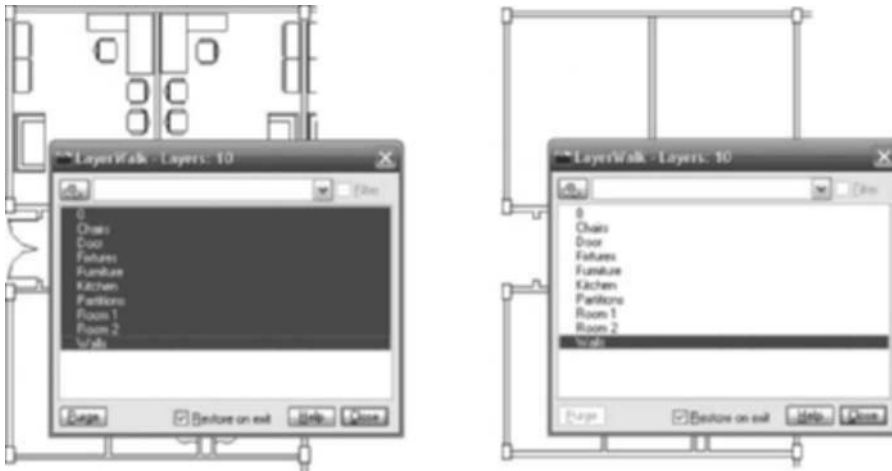 LayerWalk - Layers: 10
Filter
0
Chairs
Door
Fixtures
Furniture
Kitchen
Partitions
Room 1
Room 2
Walls
Purge
Restore on exit
Help
Close
LayerWalk - Layers: 10
Filter
0
Chairs
Door
Fixtures
Furniture
Kitchen
Partitions
Room 1
Room 2
Walls
Purge
Restore on exit
Help
Close